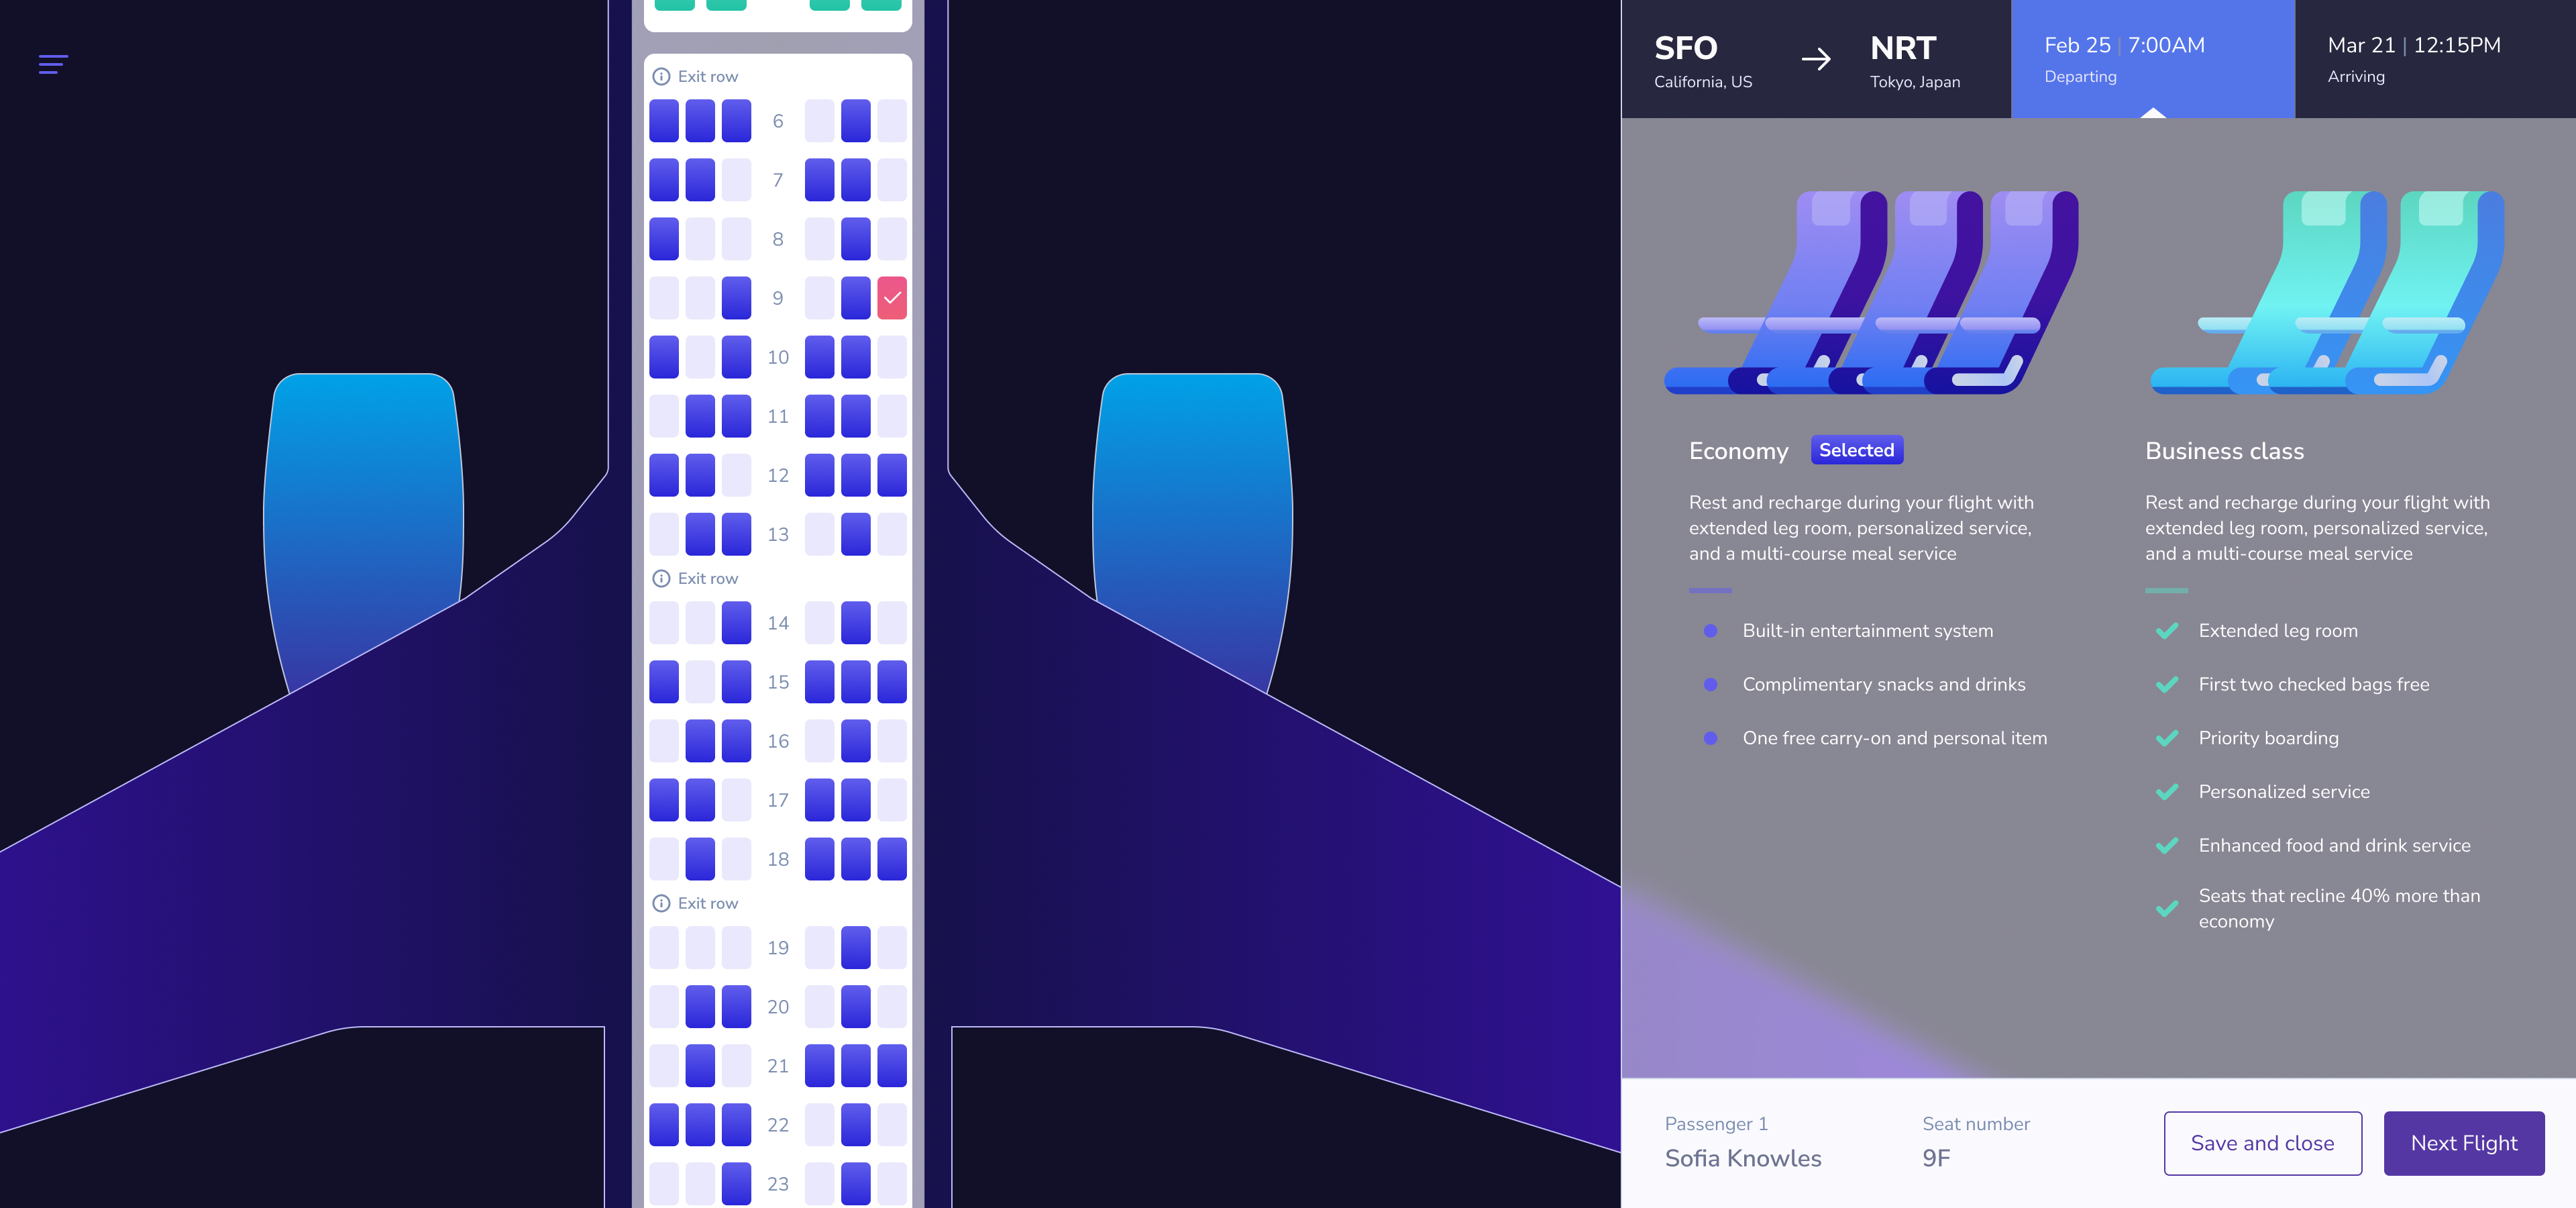 Exit row
6
7
8
9
10
11
12
13
Exit row
14
15
16
17
18
Exit row
19
20
21
22
23
SFO
California, US
NRT
Tokyo, Japan
Feb 25 | 7:00AM
Departing
Mar 21 | 12:15PM
Arriving
Economy
Selected
Rest and recharge during your flight with
extended leg room, personalized service,
and a multi-course meal service
Built-in entertainment system
Complimentary snacks and drinks
One free carry-on and personal item
Business class
Rest and recharge during your flight with
extended leg room, personalized service,
and a multi-course meal service
Extended leg room
First two checked bags free
Priority boarding
Personalized service
Enhanced food and drink service
Seats that recline 40% more than
economy
Passenger 1
Sofia Knowles
Seat number
9F
Save and close
Next Flight